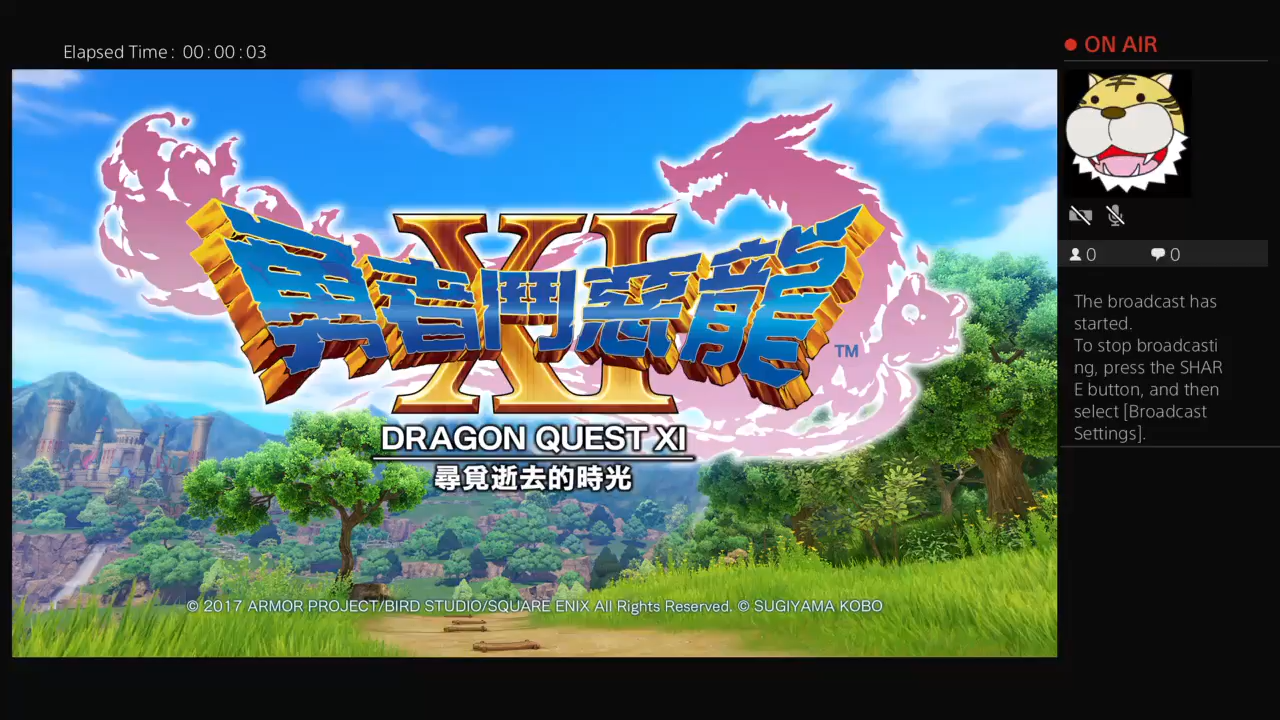 Elapsed Time: 00:00:03
ON AIR
XI
勇者鬥惡龍
TM
DRAGON QUEST XI
尋覓逝去的時光
© 2017 ARMOR PROJECT/BIRD STUDIO/SQUARE ENIX All Rights Reserved. © SUGIYAMA KOBO
0 0
The broadcast has
started.
To stop broadcasti
ng, press the SHAR
E button, and then
select [Broadcast
Settings].